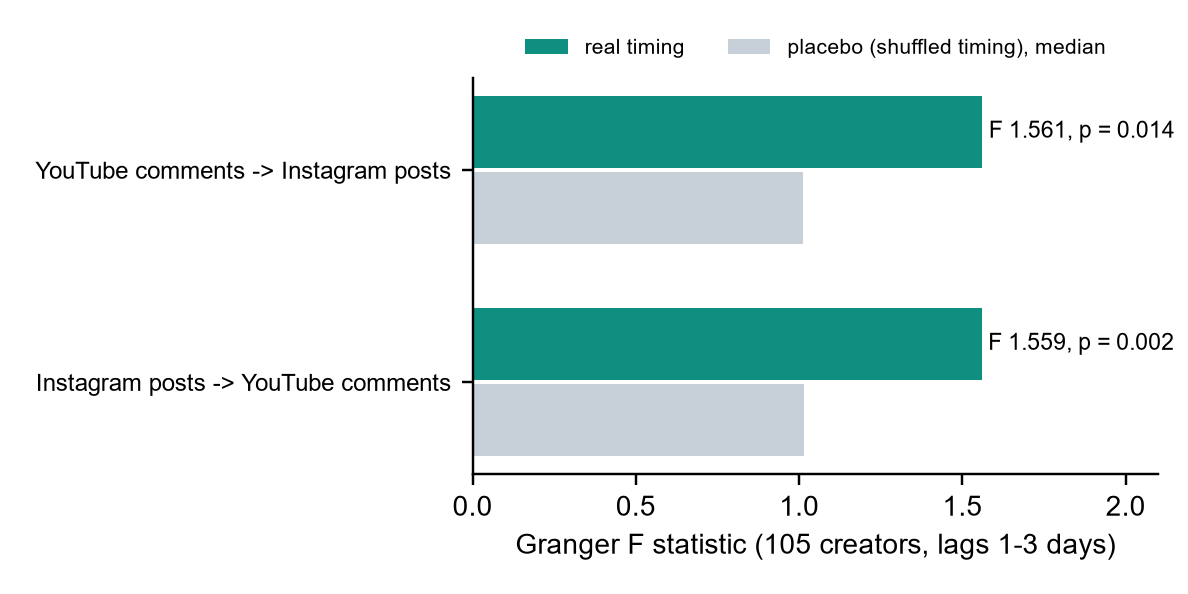 real timing
placebo (shuffled timing), median
F 1.561, p = 0.014
YouTube comments -> Instagram posts
F 1.559, p = 0.002
Instagram posts -> YouTube comments
0.0 0.5 1.0 1.5 2.0
Granger F statistic (105 creators, lags 1-3 days)